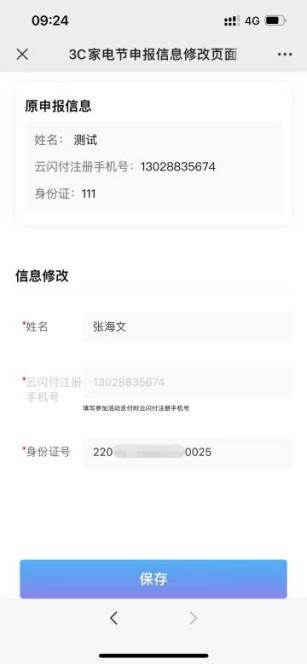 09:24
4G
3C家电节申报信息修改页面
原申报信息
姓名： 测试
云闪付注册手机号：13028835674
身份证：111
信息修改
*姓名 张海文
*云闪付注册 13028835674
手机号
填写参加活动支付时云闪付注册手机号
*身份证号 220 0025
保存